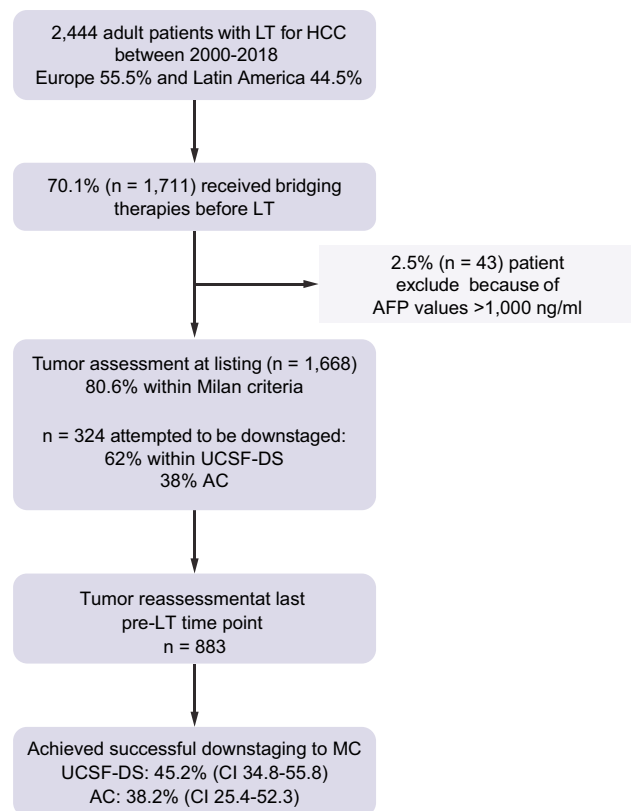 2,444 adult patients with LT for HCC
between 2000-2018
Europe 55.5% and Latin America 44.5%
70.1% (n = 1,711) received bridging
therapies before LT
2.5% (n = 43) patient
exclude because of
AFP values >1,000 ng/ml
Tumor assessment at listing (n = 1,668)
80.6% within Milan criteria
n = 324 attempted to be downstaged:
62% within UCSF-DS
38% AC
Tumor reassessmentat last
pre-LT time point
n = 883
Achieved successful downstaging to MC
UCSF-DS: 45.2% (CI 34.8-55.8)
AC: 38.2% (CI 25.4-52.3)